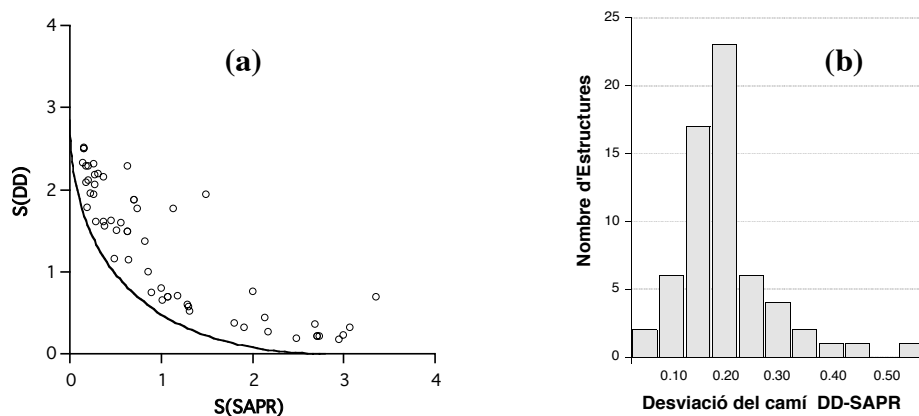 (a)
4
3
2
1
0
S(DD)
0 1 2 3 4
S(SAPR)
(b)
25
20
15
10
5
0
Nombre d'Estructures
0.10 0.20 0.30 0.40 0.50
Desviació del camí DD-SAPR